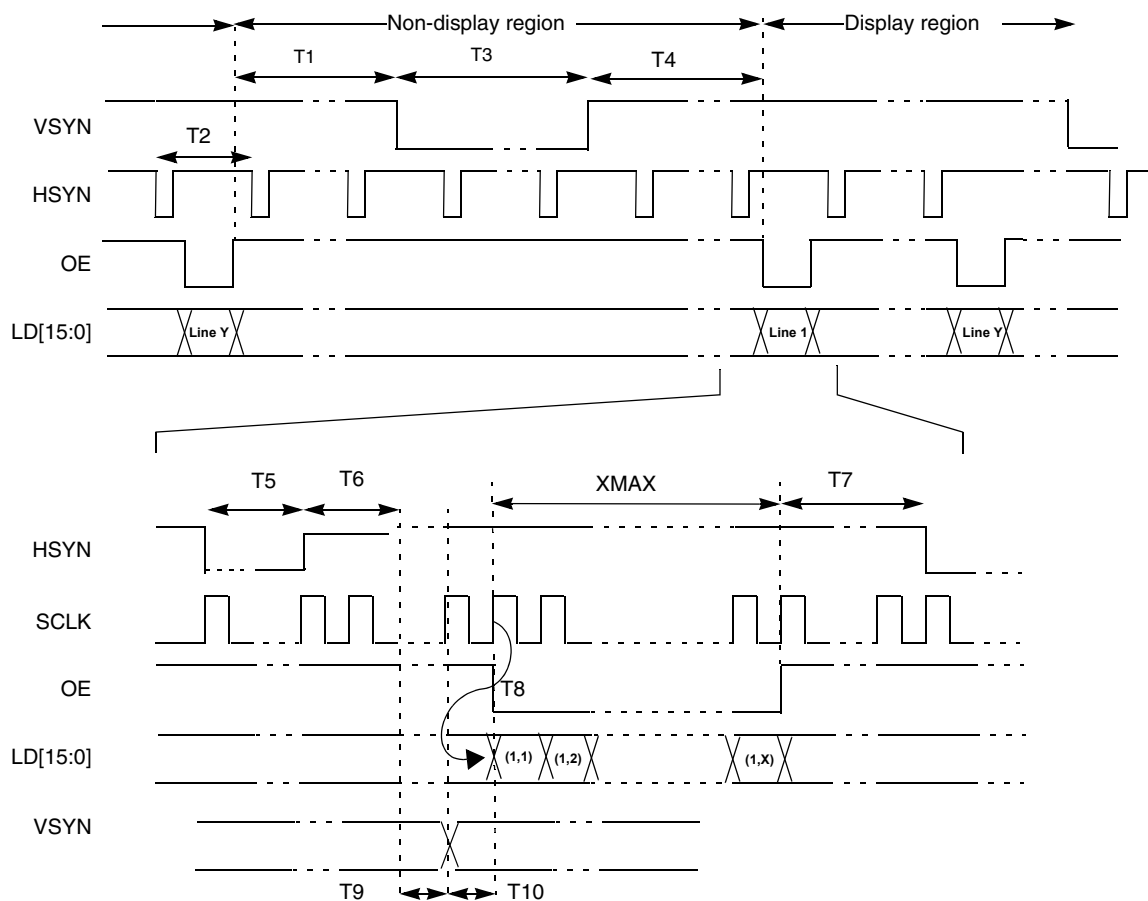 Non-display region
Display region
T1
T3
T4
VSYN
T2
HSYN
OE
LD[15:0]
Line Y
Line 1
Line Y
T5
T6
XMAX
T7
HSYN
SCLK
OE
T8
LD[15:0]
(1,1)
(1,2)
(1,X)
VSYN
T9
T10